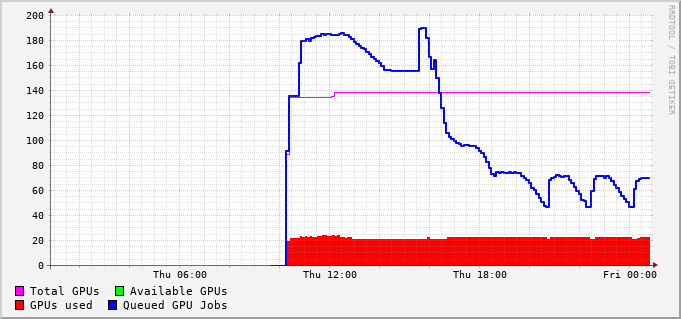 200
180
160
140
120
100
80
60
40
20
0
Thu 06:00 Thu 12:00 Thu 18:00 Fri 00:00
Total GPUs Available GPUs
GPUs used Queued GPU Jobs
RRDTOOL / TOBI OETIKER